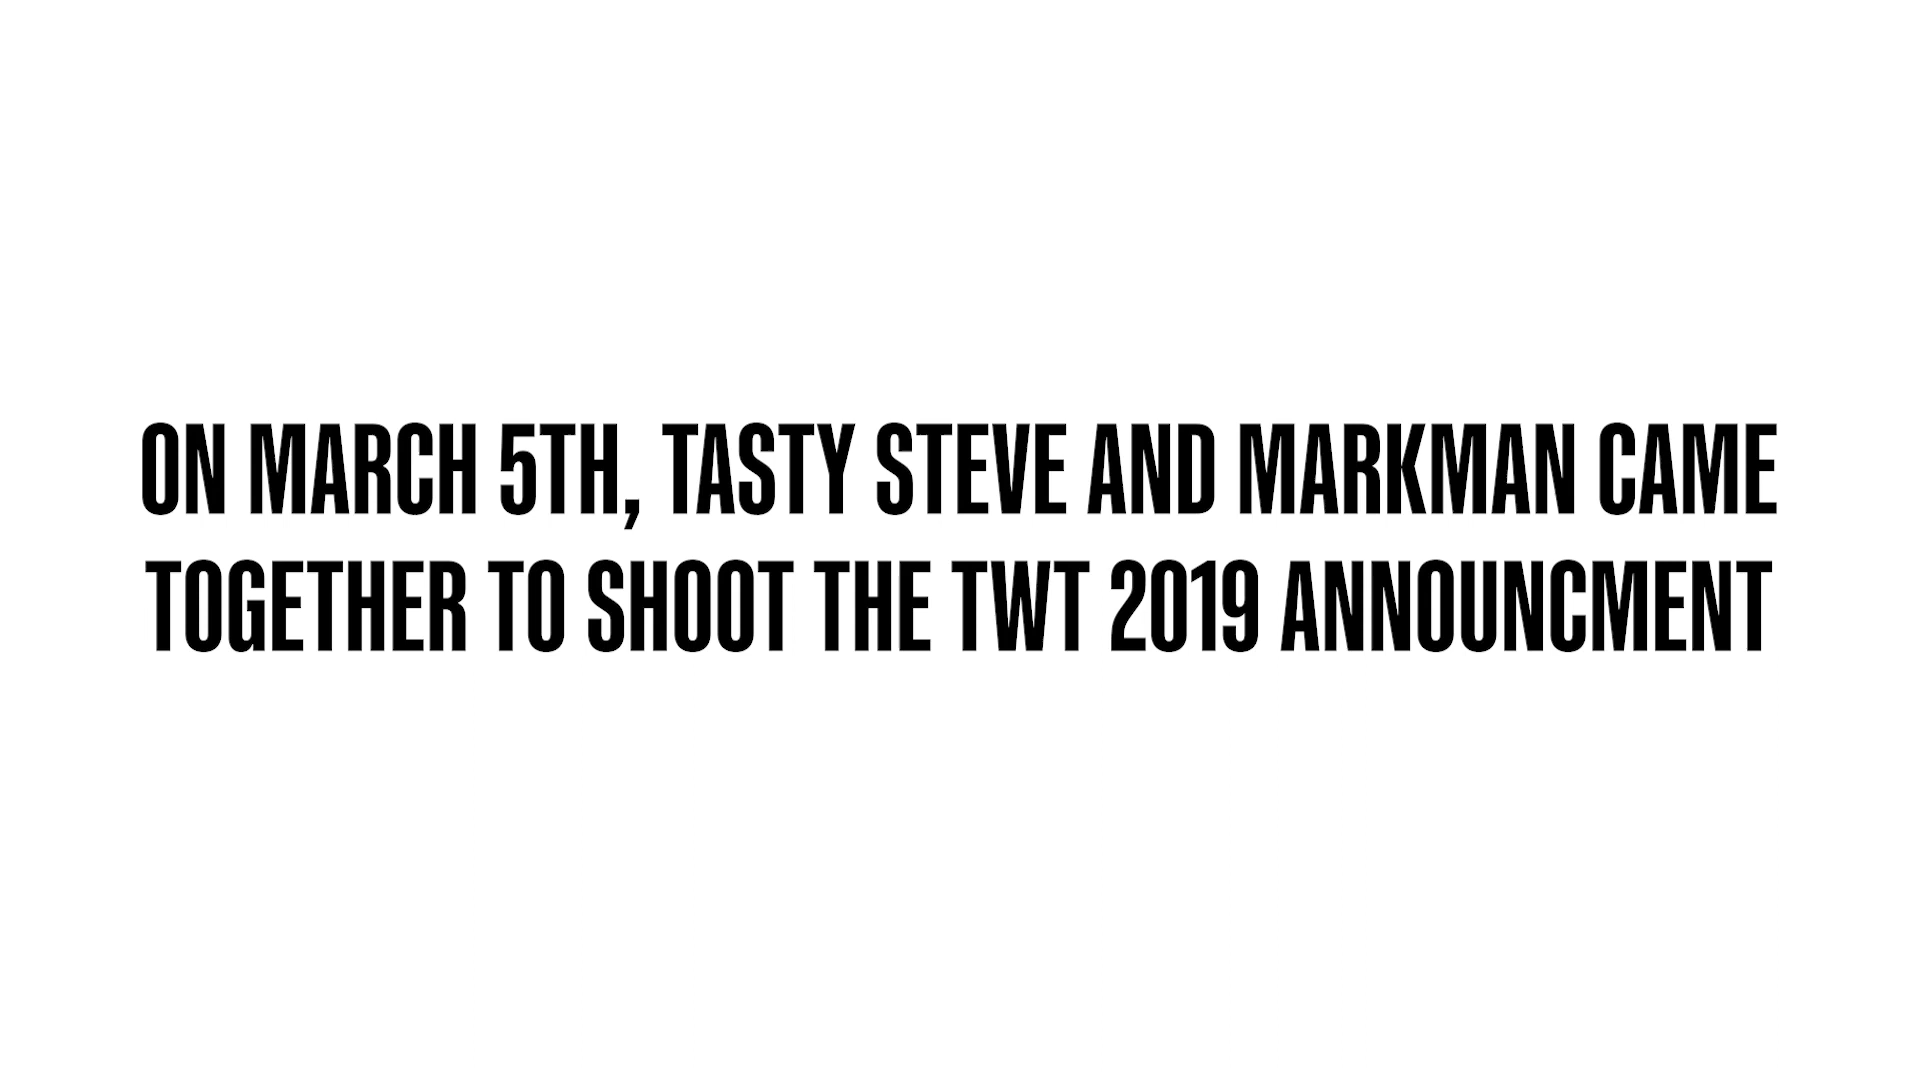 ON MARCH 5TH, TASTY STEVE AND MARKMAN CAME
TOGETHER TO SHOOT THE TWT 2019 ANNOUNCMENT